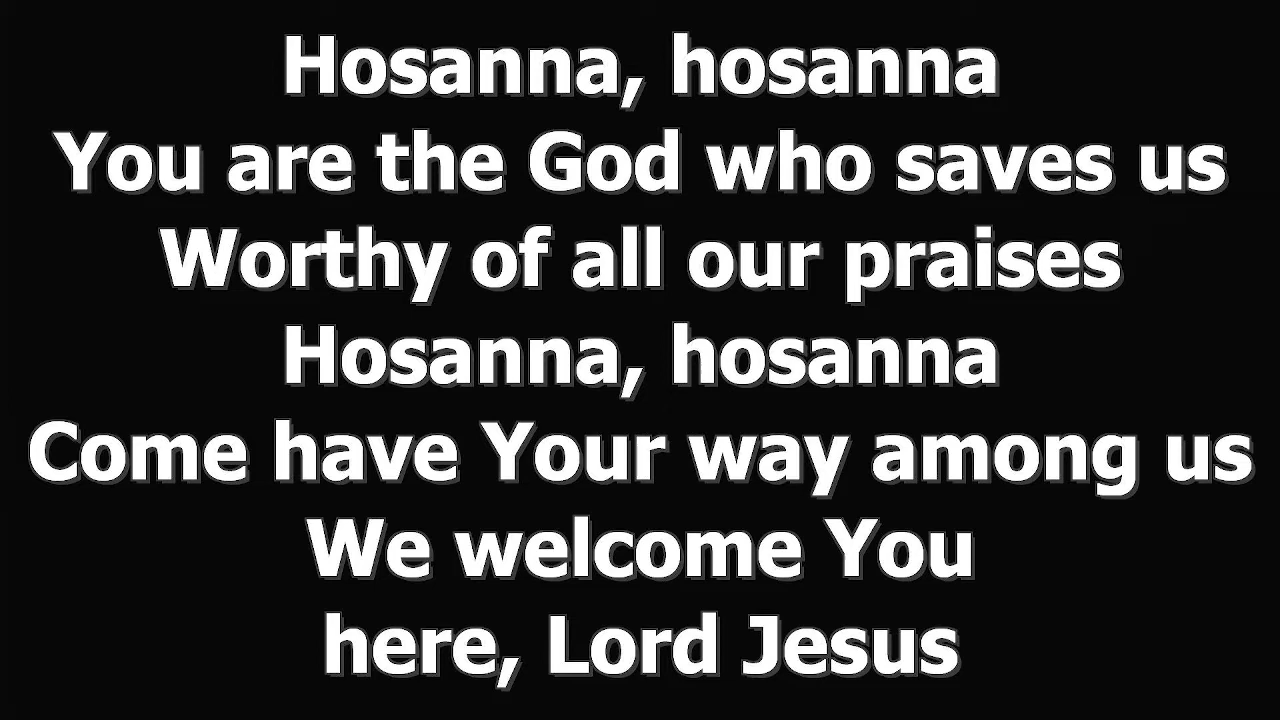 Hosanna, hosanna
You are the God who saves us
Worthy of all our praises
Hosanna, hosanna
Come have Your way among us
We welcome You
here, Lord Jesus